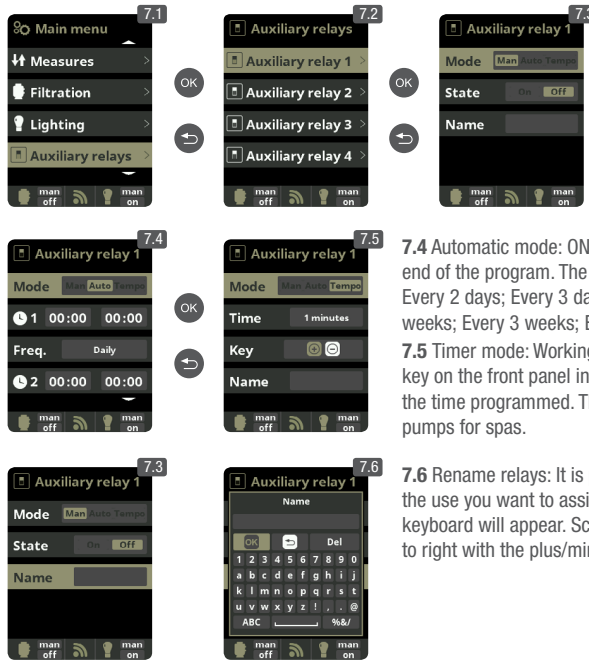 7.1
Main menu
Measures >
Filtration >
Lighting >
Auxiliary relays >
man off man on
OK
7.2
Auxiliary relays
Auxiliary relay 1 >
Auxiliary relay 2 >
Auxiliary relay 3 >
Auxiliary relay 4 >
man off man on
OK
7.3
Auxiliary relay 1
Mode Man Auto Tempo
State On Off
Name
man off man on
7.4
Auxiliary relay 1
Mode Man Auto Tempo
1 00:00 00:00
Freq. Daily
2 00:00 00:00
man off man on
OK
7.5
Auxiliary relay 1
Mode Man Auto Tempo
Time 1 minutes
Key + -
Name
man off man on
7.4 Automatic mode: ON
end of the program. The
Every 2 days; Every 3 da
weeks; Every 3 weeks; E
7.5 Timer mode: Working
key on the front panel in
the time programmed. T
pumps for spas.
7.3
Auxiliary relay 1
Mode Man Auto Tempo
State On Off
Name
man off man on
7.6
Auxiliary relay 1
Name
OK Del
1 2 3 4 5 6 7 8 9 0
a b c d e f g h i j
k l m n o p q r s t
u v w x y z ! , . @
ABC %&/
man off man on
7.6 Rename relays: It is
the use you want to assi
keyboard will appear. Sc
to right with the plus/mi